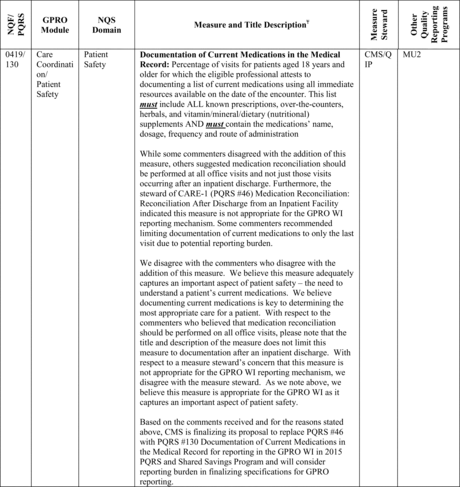 NQF/
PQRS
GPRO
Module
NQS
Domain
Measure and Title Description†
Measure
Steward
Other
Quality
Reporting
Programs
0419/
130
Care
Coordinati
on/
Patient
Safety
Patient
Safety
Documentation of Current Medications in the Medical
Record: Percentage of visits for patients aged 18 years and
older for which the eligible professional attests to
documenting a list of current medications using all immediate
resources available on the date of the encounter. This list
must include ALL known prescriptions, over-the-counters,
herbals, and vitamin/mineral/dietary (nutritional)
supplements AND must contain the medications' name,
dosage, frequency and route of administration
While some commenters disagreed with the addition of this
measure, others suggested medication reconciliation should
be performed at all office visits and not just those visits
occurring after an inpatient discharge. Furthermore, the
steward of CARE-1 (PQRS #46) Medication Reconciliation:
Reconciliation After Discharge from an Inpatient Facility
indicated this measure is not appropriate for the GPRO WI
reporting mechanism. Some commenters recommended
limiting documentation of current medications to only the last
visit due to potential reporting burden.
We disagree with the commenters who disagree with the
addition of this measure. We believe this measure adequately
captures an important aspect of patient safety – the need to
understand a patient's current medications. We believe
documenting current medications is key to determining the
most appropriate care for a patient. With respect to the
commenters who believed that medication reconciliation
should be performed on all office visits, please note that the
title and description of the measure does not limit this
measure to documentation after an inpatient discharge. With
respect to a measure steward's concern that this measure is
not appropriate for the GPRO WI reporting mechanism, we
disagree with the measure steward. As we note above, we
believe this measure is appropriate for the GPRO WI as it
captures an important aspect of patient safety.
Based on the comments received and for the reasons stated
above, CMS is finalizing its proposal to replace PQRS #46
with PQRS #130 Documentation of Current Medications in
the Medical Record for reporting in the GPRO WI in 2015
PQRS and Shared Savings Program and will consider
reporting burden in finalizing specifications for GPRO
reporting.
CMS/Q
IP
MU2